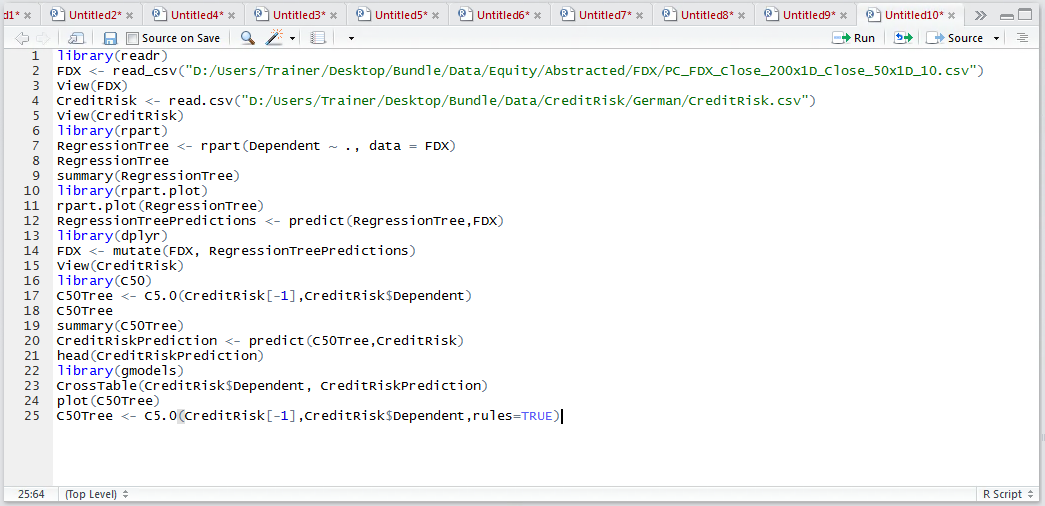 d1* Untitled2* Untitled4* Untitled3* Untitled5* Untitled6* Untitled7* Untitled8* Untitled9* Untitled10*
Source on Save Run Source
1 library(readr)
2 FDX <- read_csv("D:/Users/Trainer/Desktop/Bundle/Data/Equity/Abstracted/FDX/PC_FDX_Close_200x1D_Close_50x1D_10.csv")
3 View(FDX)
4 CreditRisk <- read.csv("D:/Users/Trainer/Desktop/Bundle/Data/CreditRisk/German/CreditRisk.csv")
5 View(CreditRisk)
6 library(rpart)
7 RegressionTree <- rpart(Dependent ~ ., data = FDX)
8 RegressionTree
9 summary(RegressionTree)
10 library(rpart.plot)
11 rpart.plot(RegressionTree)
12 RegressionTreePredictions <- predict(RegressionTree,FDX)
13 library(dplyr)
14 FDX <- mutate(FDX, RegressionTreePredictions)
15 View(CreditRisk)
16 library(C50)
17 C50Tree <- C5.0(CreditRisk[-1],CreditRisk$Dependent)
18 C50Tree
19 summary(C50Tree)
20 CreditRiskPrediction <- predict(C50Tree,CreditRisk)
21 head(CreditRiskPrediction)
22 library(gmodels)
23 CrossTable(CreditRisk$Dependent, CreditRiskPrediction)
24 plot(C50Tree)
25 C50Tree <- C5.0(CreditRisk[-1],CreditRisk$Dependent,rules=TRUE)
25:64 (Top Level) R Script